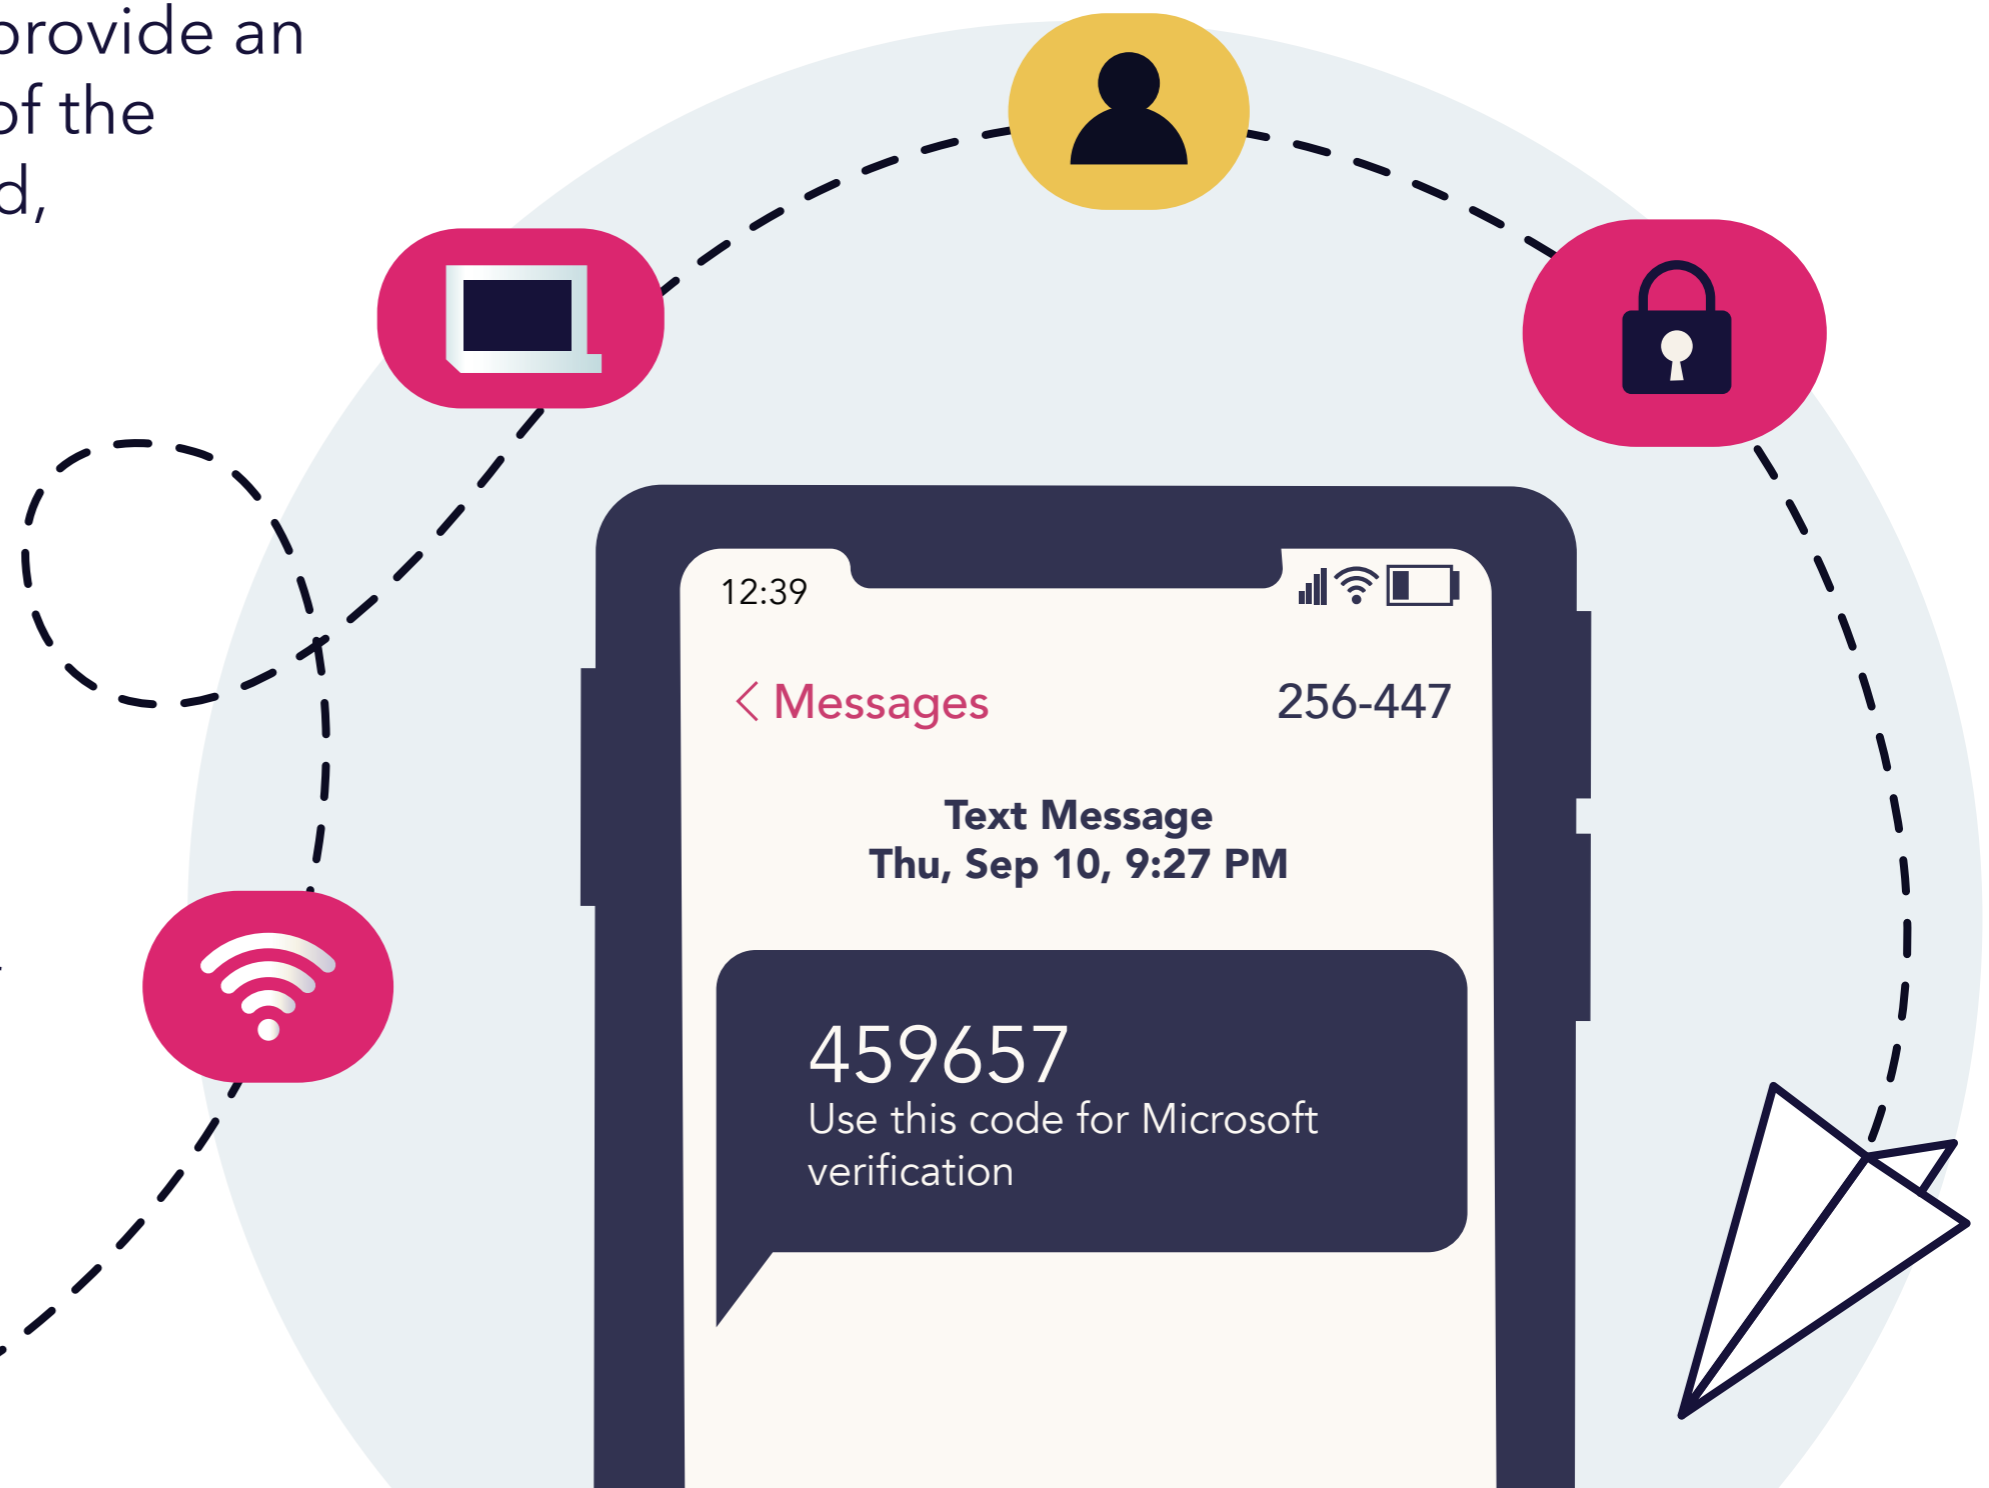 provide an
of the
d,
12:39
< Messages
256-447
Text Message
Thu, Sep 10, 9:27 PM
459657
Use this code for Microsoft
verification